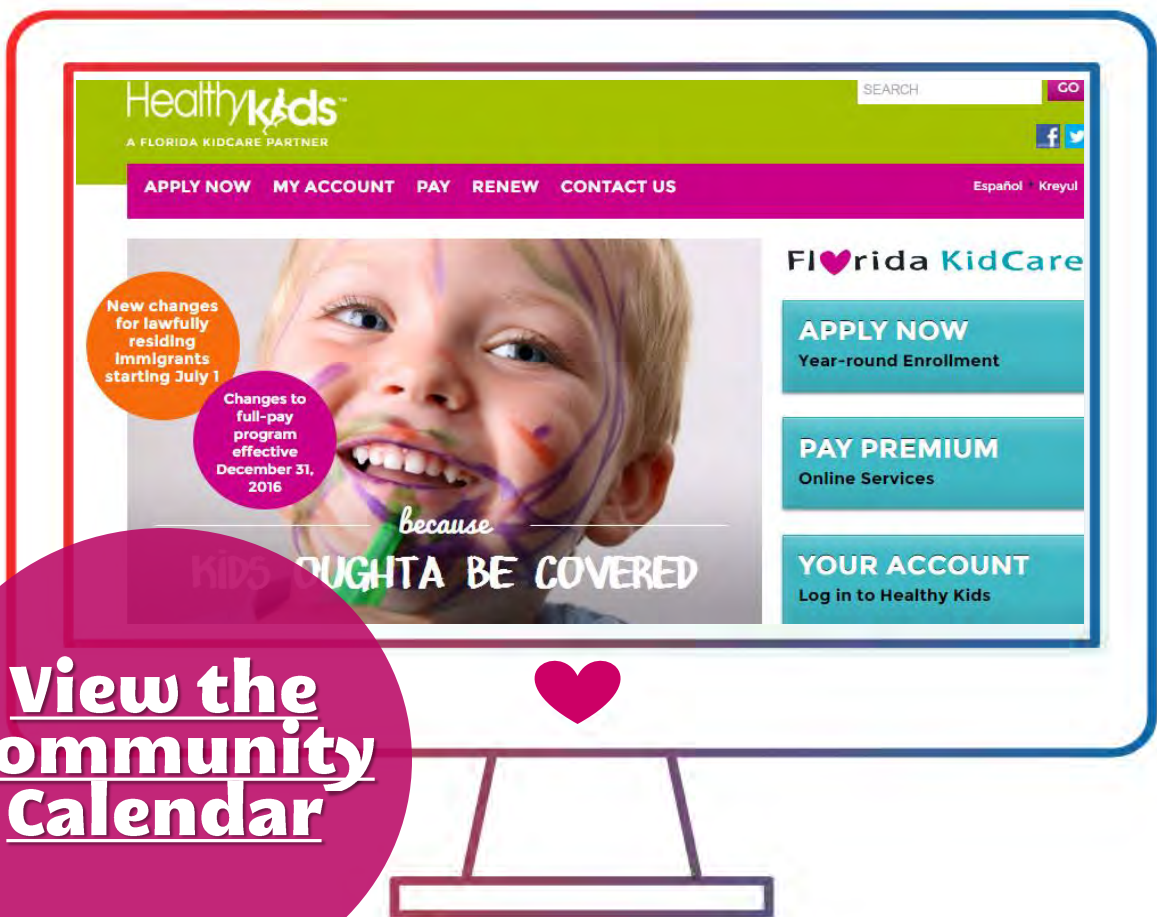 Healthykids™
A FLORIDA KIDCARE PARTNER
SEARCH
GO
APPLY NOW MY ACCOUNT PAY RENEW CONTACT US
Español Kreyul
New changes
for lawfully
residing
immigrants
starting July 1
Changes to
full-pay
program
effective
December 31,
2016
because
KIDS OUGHTA BE COVERED
Florida KidCare
APPLY NOW
Year-round Enrollment
PAY PREMIUM
Online Services
YOUR ACCOUNT
Log in to Healthy Kids
View the
ommunity
Calendar